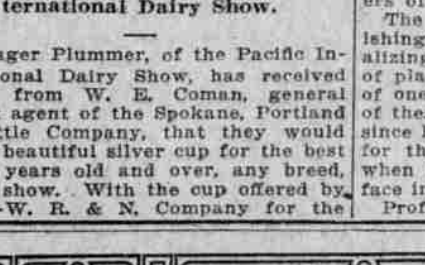 ternational Dairy Show.
ager Plummer, of the Pacific In-
onal Dairy Show, has received
from W. E. Coman, general
agent of the Spokane, Portland
ttle Company, that they would
beautiful silver cup for the best
years old and over, any breed,
show. With the cup offered by
-W. R. & N. Company for the
ers of
The
ishing
alizing
of pla
of one
of the
since
for th
when
face in
Prof